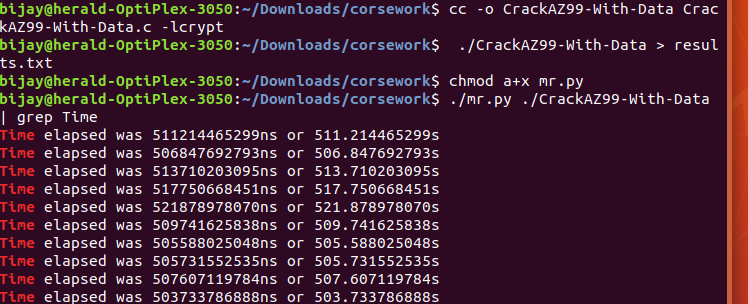 bijay@herald-OptiPlex-3050:~/Downloads/corsework$ cc -o CrackAZ99-With-Data Crac
kAZ99-With-Data.c -lcrypt
bijay@herald-OptiPlex-3050:~/Downloads/corsework$  ./CrackAZ99-With-Data > resul
ts.txt
bijay@herald-OptiPlex-3050:~/Downloads/corsework$ chmod a+x mr.py
bijay@herald-OptiPlex-3050:~/Downloads/corsework$ ./mr.py ./CrackAZ99-With-Data
| grep Time
Time elapsed was 511214465299ns or 511.214465299s
Time elapsed was 506847692793ns or 506.847692793s
Time elapsed was 513710203095ns or 513.710203095s
Time elapsed was 517750668451ns or 517.750668451s
Time elapsed was 521878978070ns or 521.878978070s
Time elapsed was 509741625838ns or 509.741625838s
Time elapsed was 505588025048ns or 505.588025048s
Time elapsed was 505731552535ns or 505.731552535s
Time elapsed was 507607119784ns or 507.607119784s
Time elapsed was 503733786888ns or 503.733786888s